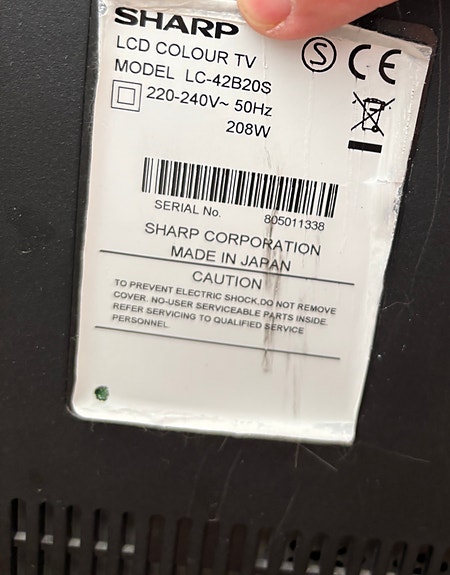 SHARP
LCD COLOUR TV
MODEL LC-42B20S
220-240V~ 50Hz
208W
S
CE
SERIAL No. 805011338
SHARP CORPORATION
MADE IN JAPAN
CAUTION
TO PREVENT ELECTRIC SHOCK,DO NOT REMOVE
COVER. NO-USER SERVICEABLE PARTS INSIDE.
REFER SERVICING TO QUALIFIED SERVICE
PERSONNEL.